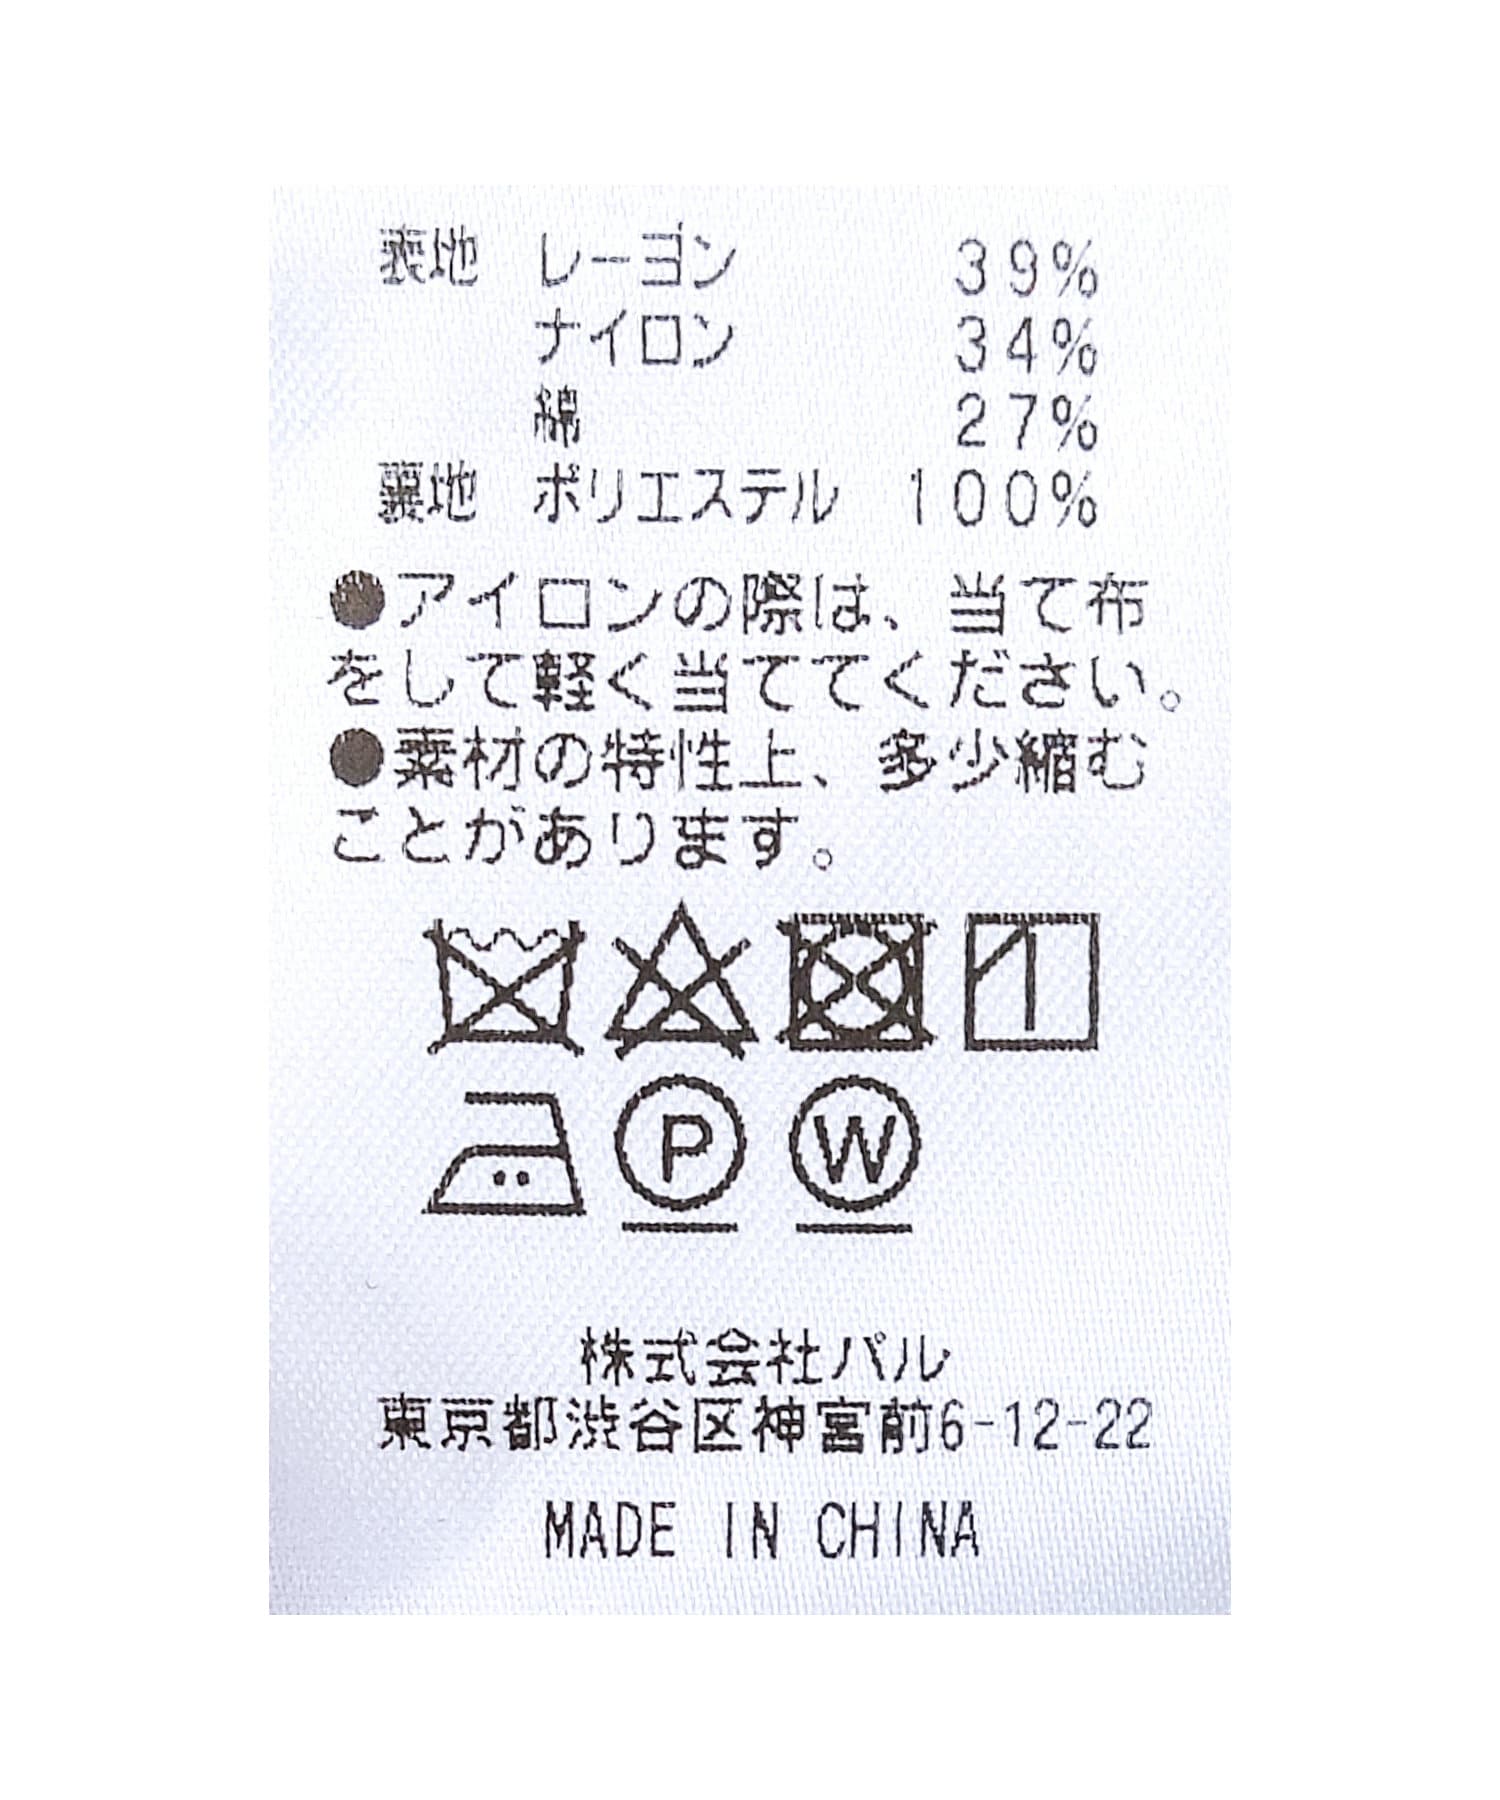 表地 レーヨン 39%
ナイロン 34%
綿 27%
裏地 ポリエステル 100%
●アイロンの際は、当て布
をして軽く当ててください。
●素材の特性上、多少縮む
ことがあります。
P W
株式会社パル
東京都渋谷区神宮前6-12-22
MADE IN CHINA